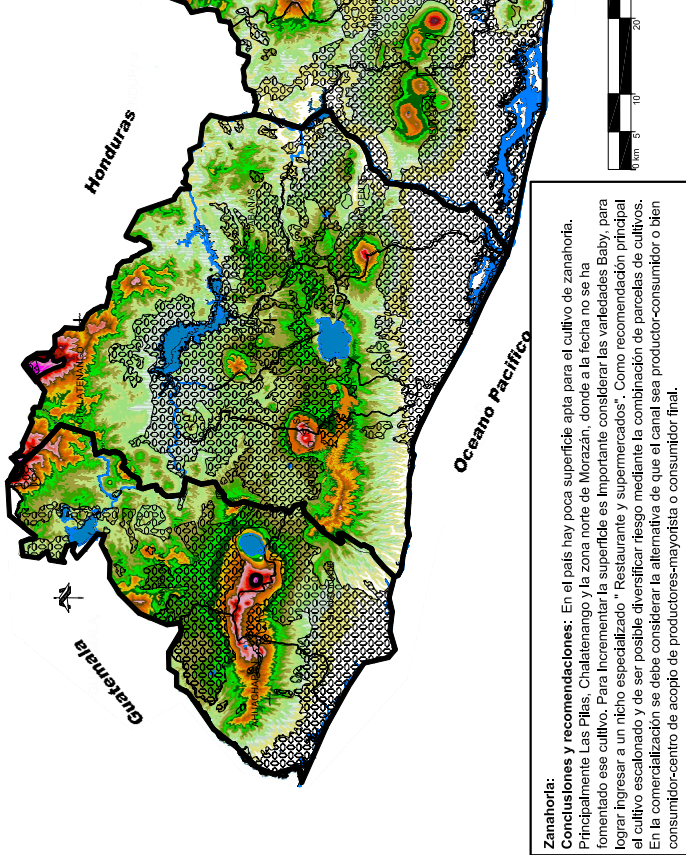 Honduras
Guatemala
Oceano Pacifico
0 km
5
10
20
Zanahoria:
Conclusiones y recomendaciones: En el país hay poca superficie apta para el cultivo de zanahoria.
Principalmente Las Pilas, Chalatenango y la zona norte de Morazán, donde a la fecha no se ha
fomentado ese cultivo. Para Incrementar la superficie es Importante considerar las variedades Baby, para
lograr ingresar a un nicho especializado " Restaurante y supermercados". Como recomendación principal
el cultivo escalonado y de ser posible diversificar riesgo mediante la combinación de parcelas de cultivos.
En la comercialización se debe considerar la alternativa de que el canal sea productor-consumidor o bien
consumidor-centro de acopio de productores-mayorista o consumidor final.